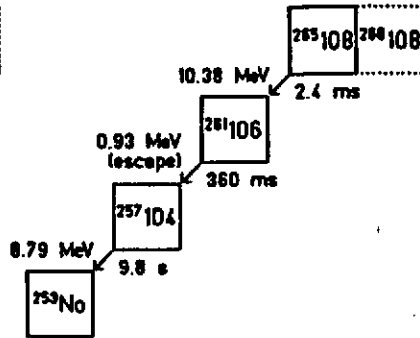 ²⁶⁵108 ²⁶⁶108
10.38 MeV
2.4 ms
²⁶¹106
0.93 MeV
(escape)
360 ms
²⁵⁷104
8.79 MeV
9.8 s
²⁵³No